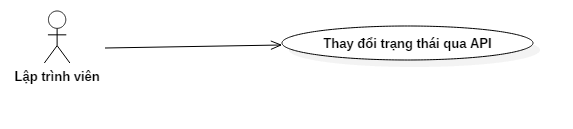 Thay đổi trạng thái qua API
Lập trình viên